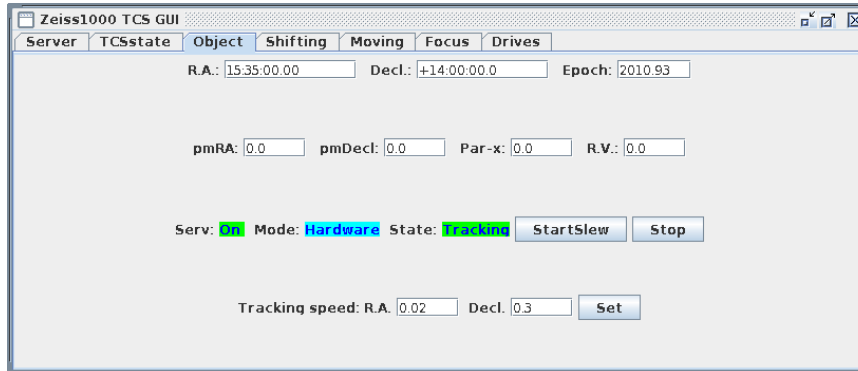 Zeiss1000 TCS GUI
Server TCSstate Object Shifting Moving Focus Drives
R.A.: 15:35:00.00 Decl.: +14:00:00.0 Epoch: 2010.93
pmRA: 0.0 pmDecl: 0.0 Par-x: 0.0 R.V.: 0.0
Serv: On Mode: Hardware State: Tracking StartSlew Stop
Tracking speed: R.A. 0.02 Decl. 0.3 Set